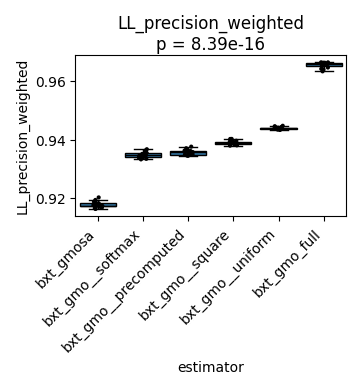 LL_precision_weighted
p = 8.39e-16
LL_precision_weighted
0.96
0.94
0.92
bxt_gmosa
bxt_gmo__softmax
bxt_gmo__precomputed
bxt_gmo__square
bxt_gmo__uniform
bxt_gmo_full
estimator